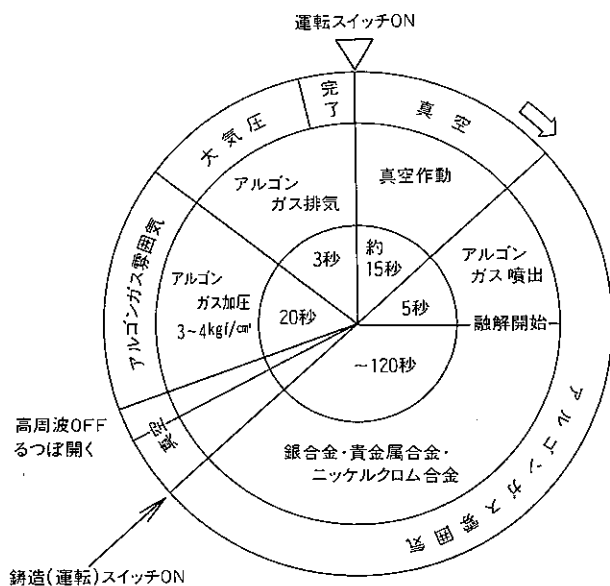 運転スイッチON
完了
真空
大気圧
アルゴン
ガス排気
真空作動
アルゴンガス雰囲気
アルゴン
ガス加圧
3~4kgf/cm²
3秒
約
15秒
アルゴン
ガス噴出
20秒
5秒
融解開始
~120秒
高周波OFF
るつぼ開く
真空
銀合金・貴金属合金・
ニッケルクロム合金
アルゴンガス雰囲気
鋳造(運転)スイッチON